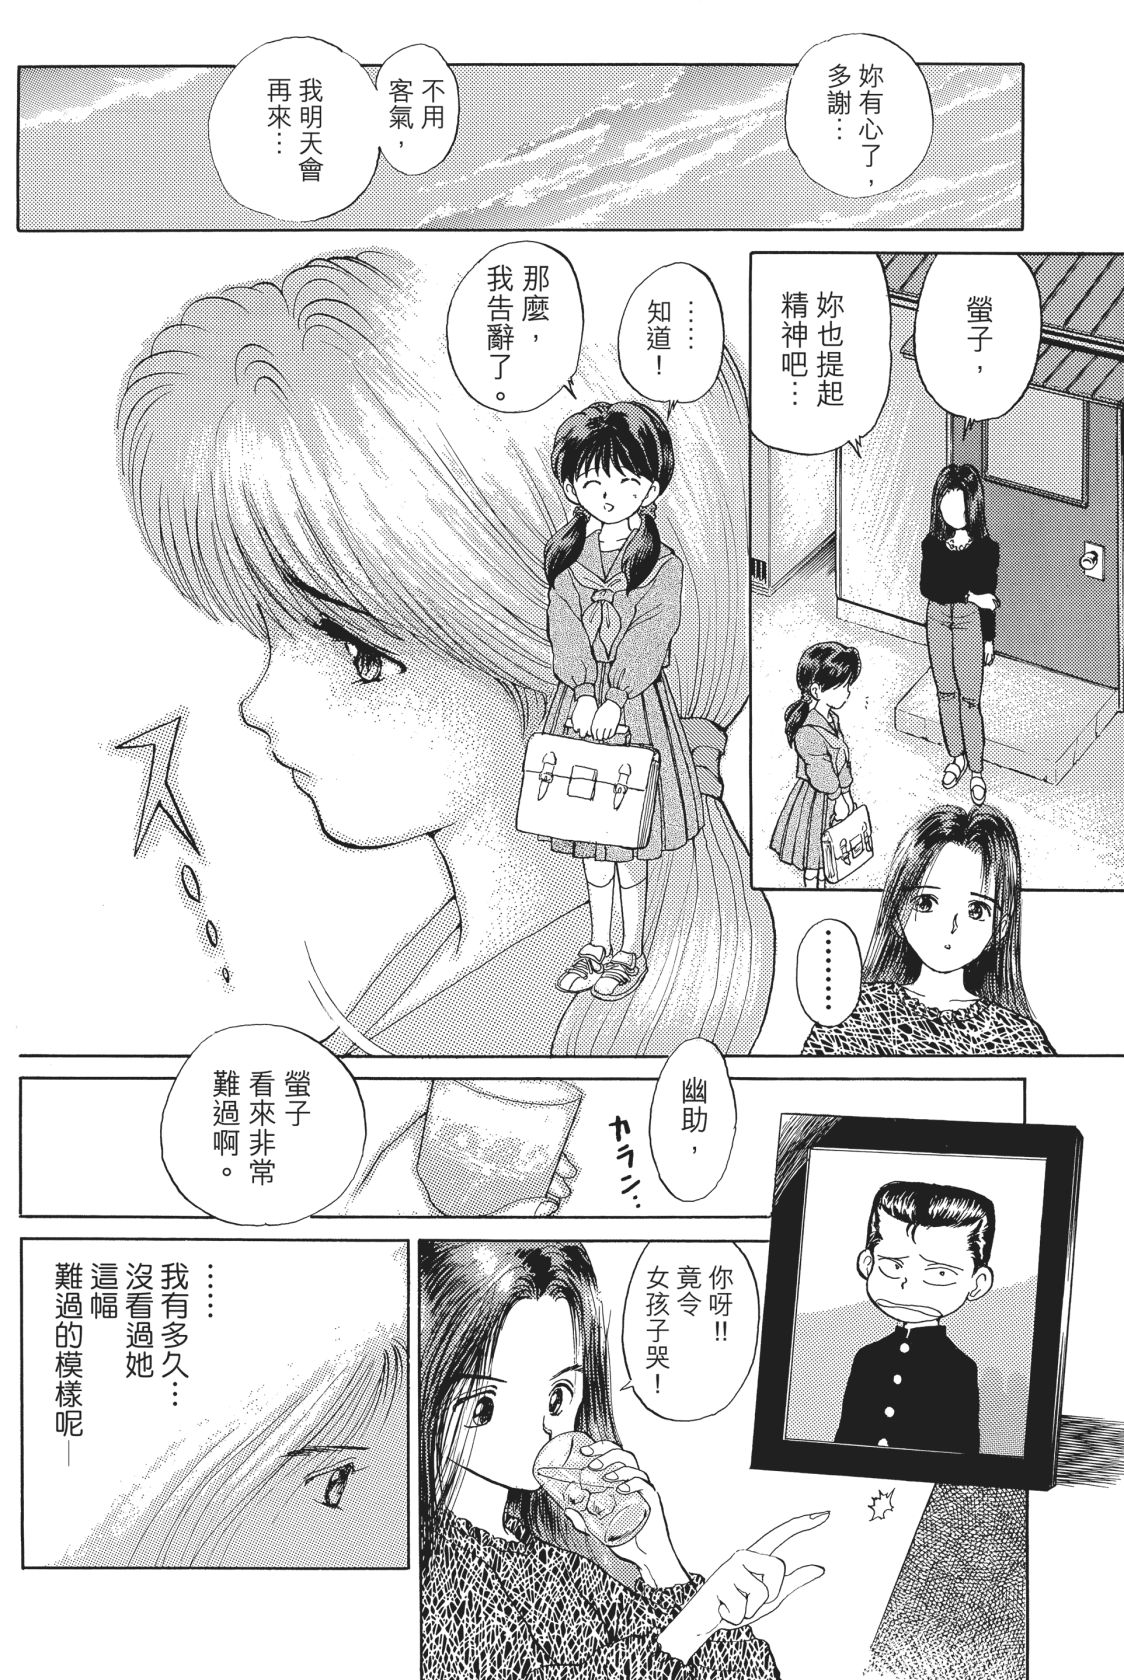 妳有心了，
多謝…
不用
客氣，
我明天會
再來…
螢子，
妳也提起
精神吧…
……
知道！
那麼，
我告辭了。
………
幽助，
カラン‥
螢子
看來非常
難過啊。
你呀!!
竟令
女孩子哭！
……
我有多久…
沒看過她
這幅
難過的模樣呢─